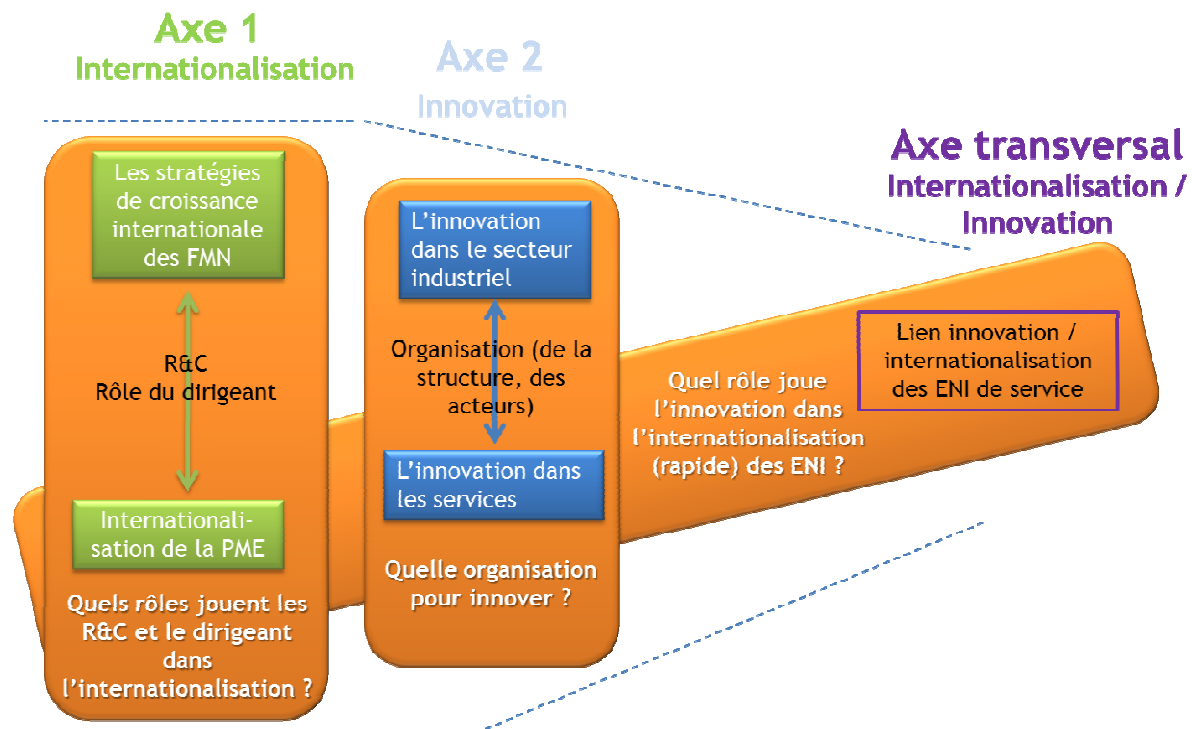 Axe 1
Internationalisation
Les stratégies
de croissance
internationale
des FMN
R&C
Rôle du dirigeant
Internationali-
sation de la PME
Quels rôles jouent les
R&C et le dirigeant
dans
l’internationalisation ?
Axe 2
Innovation
L’innovation
dans le secteur
industriel
Organisation (de la
structure, des
acteurs)
L’innovation dans
les services
Quelle organisation
pour innover ?
Axe transversal
Internationalisation /
Innovation
Quel rôle joue
l’innovation dans
l’internationalisation
(rapide) des ENI ?
Lien innovation /
internationalisation
des ENI de service